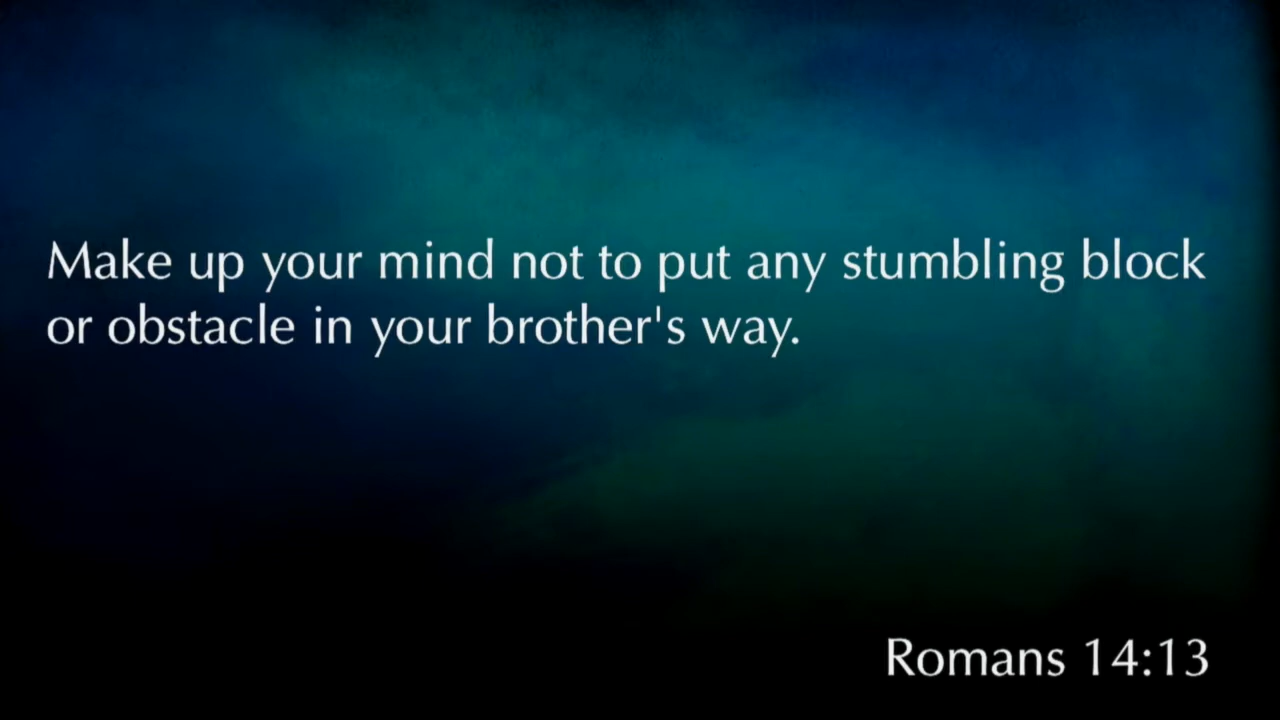 Make up your mind not to put any stumbling block
or obstacle in your brother's way.
Romans 14:13